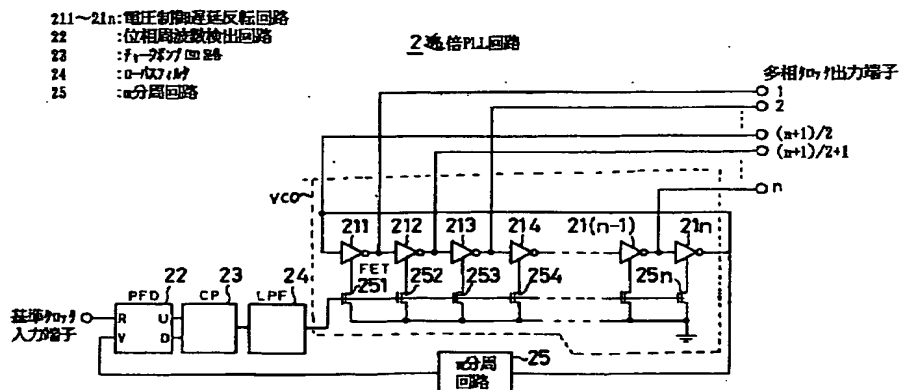 211～21n:電圧制御遅延反転回路
22 :位相周波数検出回路
23 :チャージポンプ回路
24 :ローパスフィルタ
25 :m分周回路
2逓倍PLL回路
多相クロック出力端子
1
2
(n+1)/2
(n+1)/2+1
n
VCO
211 212 213 214 21(n-1) 21n
FET
251 252 253 254 25n
22 23 24
PFD CP LPF
基準クロック
入力端子
R U
V D
m分周
回路
25